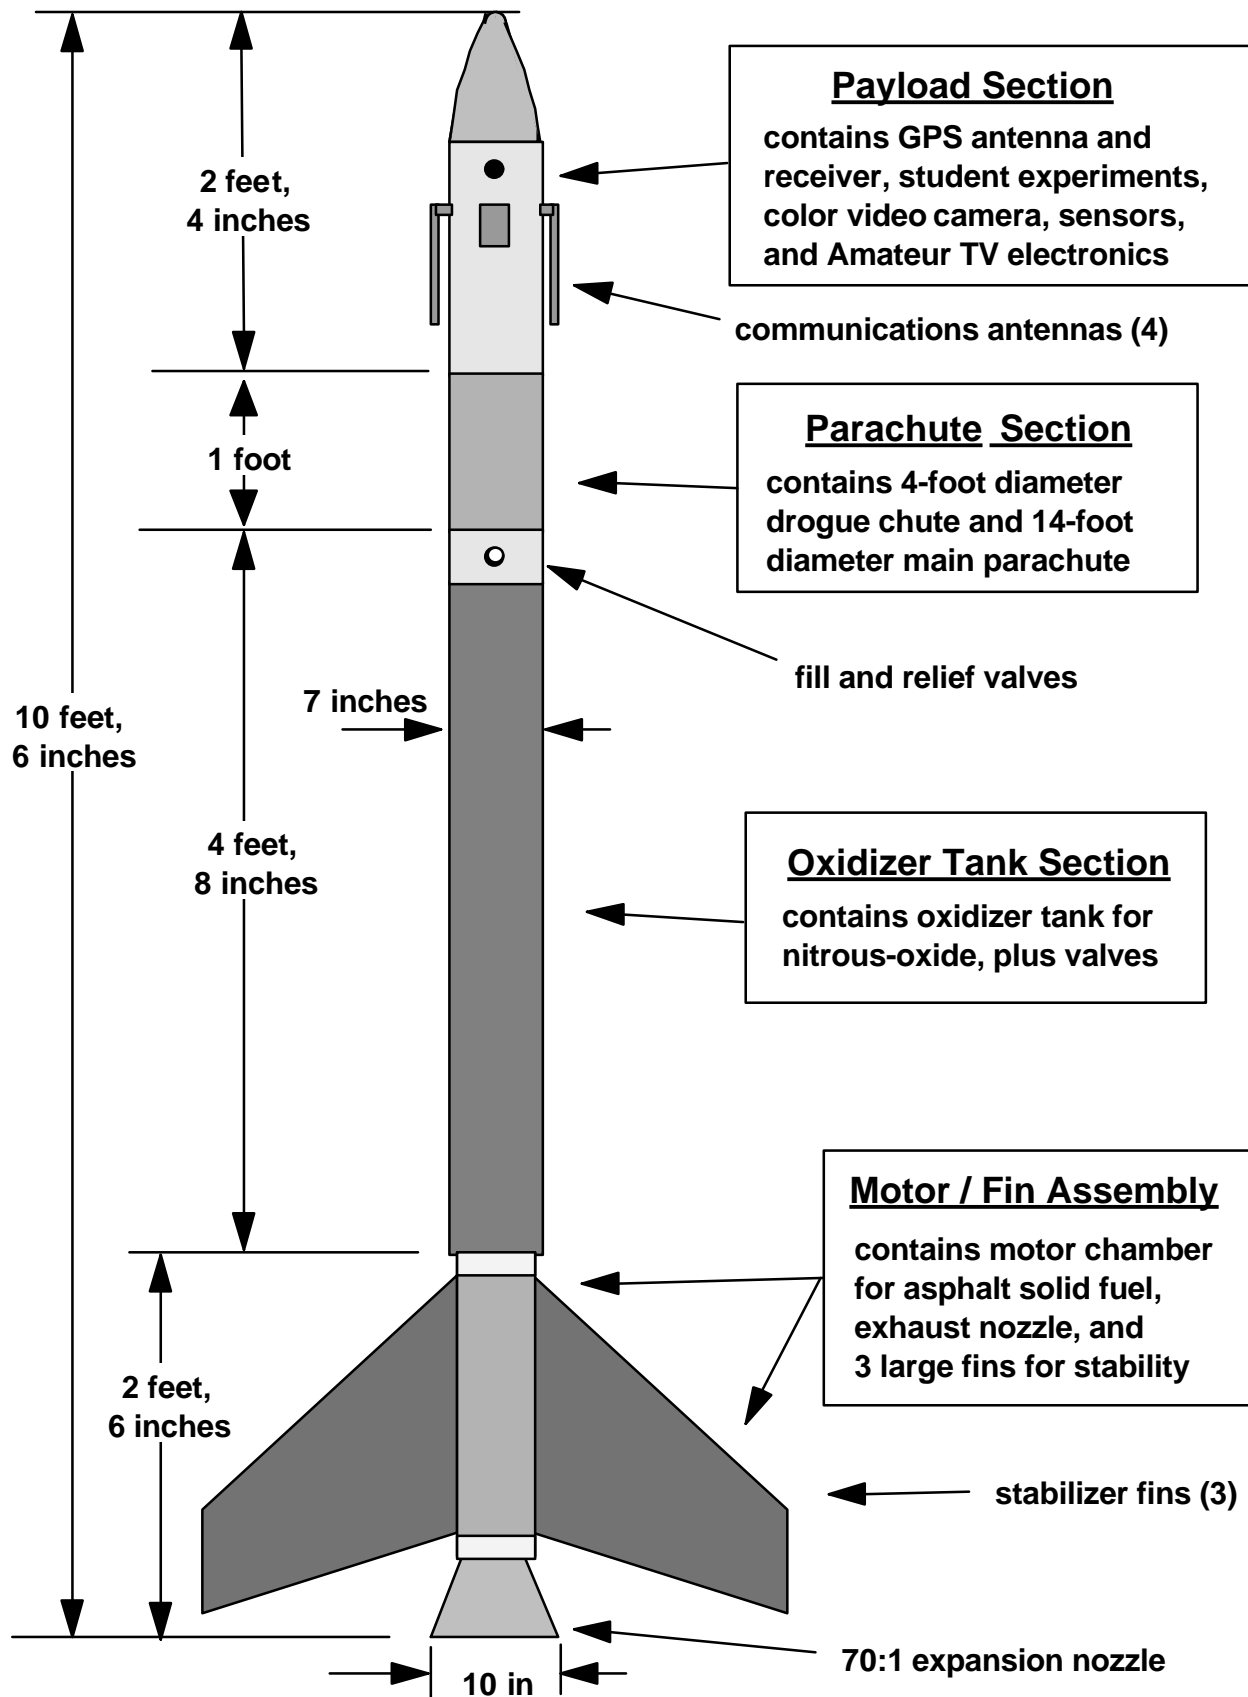 Payload Section
contains GPS antenna and
receiver, student experiments,
color video camera, sensors,
and Amateur TV electronics
2 feet,
4 inches
communications antennas (4)
Parachute Section
contains 4-foot diameter
drogue chute and 14-foot
diameter main parachute
1 foot
fill and relief valves
7 inches
10 feet,
6 inches
4 feet,
8 inches
Oxidizer Tank Section
contains oxidizer tank for
nitrous-oxide, plus valves
Motor / Fin Assembly
contains motor chamber
for asphalt solid fuel,
exhaust nozzle, and
3 large fins for stability
2 feet,
6 inches
stabilizer fins (3)
70:1 expansion nozzle
10 in